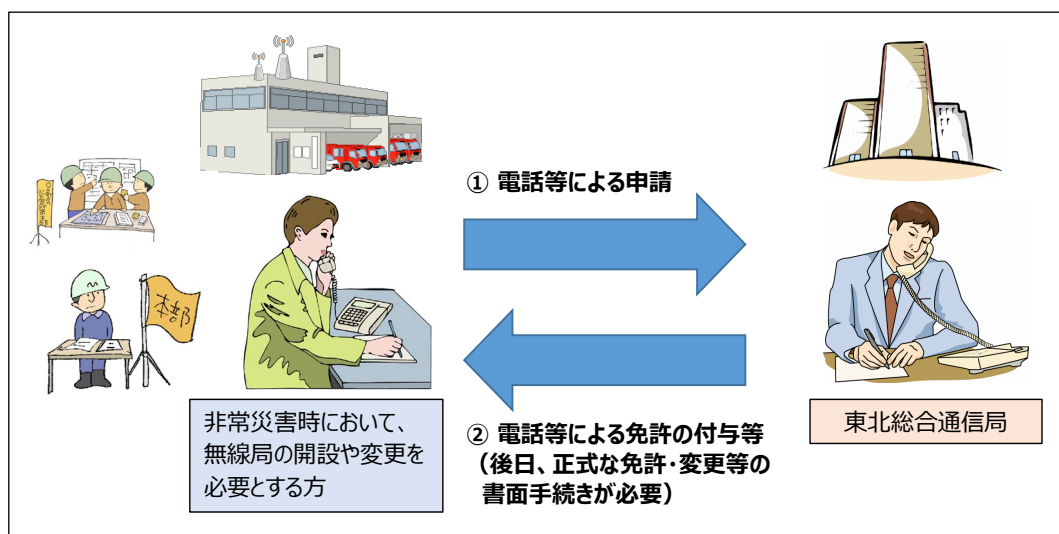 ① 電話等による申請
本部
非常災害時において、
無線局の開設や変更を
必要とする方
② 電話等による免許の付与等
（後日、正式な免許・変更等の
書面手続きが必要）
東北総合通信局